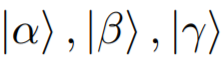 |α⟩ , |β⟩ , |γ⟩